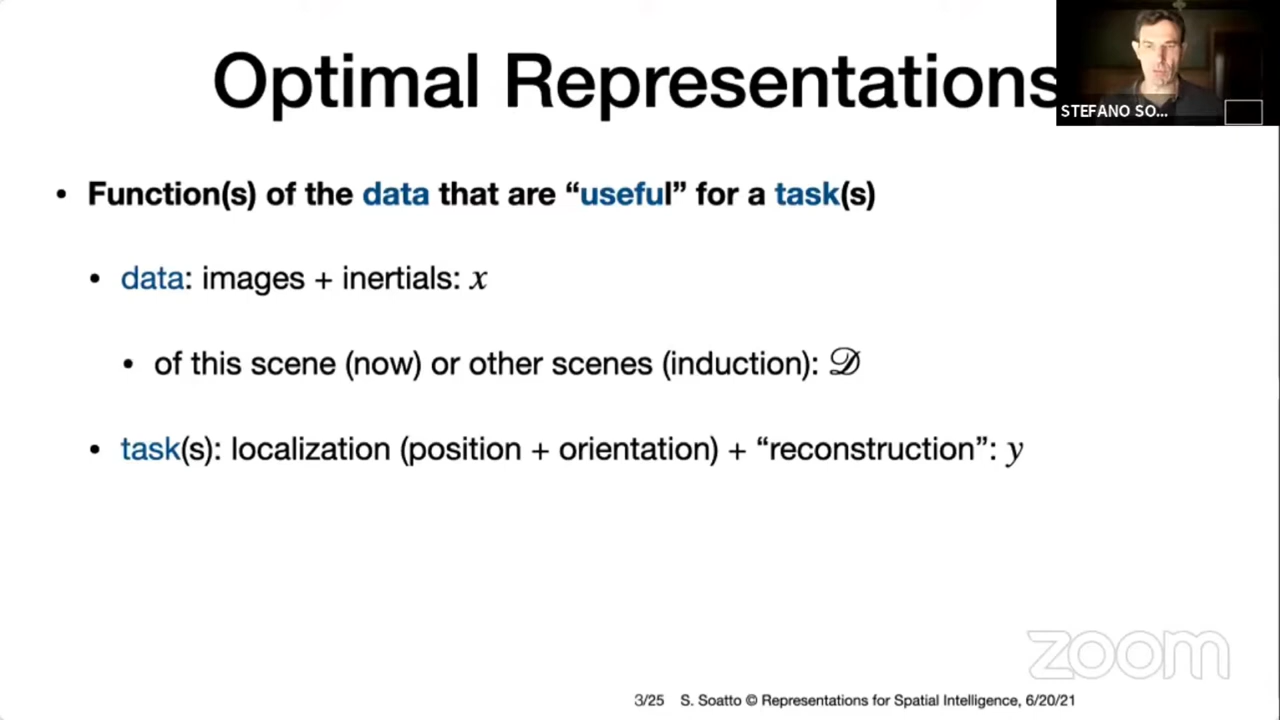 Optimal Representations
STEFANO SO...
• Function(s) of the data that are “useful” for a task(s)
• data: images + inertials: x
• of this scene (now) or other scenes (induction): 𝒟
• task(s): localization (position + orientation) + “reconstruction”: y
zoom
3/25 S. Soatto © Representations for Spatial Intelligence, 6/20/21